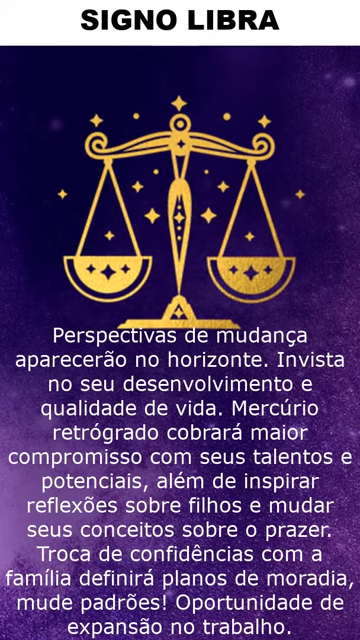 SIGNO LIBRA
Perspectivas de mudança
aparecerão no horizonte. Invista
no seu desenvolvimento e
qualidade de vida. Mercúrio
retrógrado cobrará maior
compromisso com seus talentos e
potenciais, além de inspirar
reflexões sobre filhos e mudar
seus conceitos sobre o prazer.
Troca de confidências com a
família definirá planos de moradia,
mude padrões! Oportunidade de
expansão no trabalho.